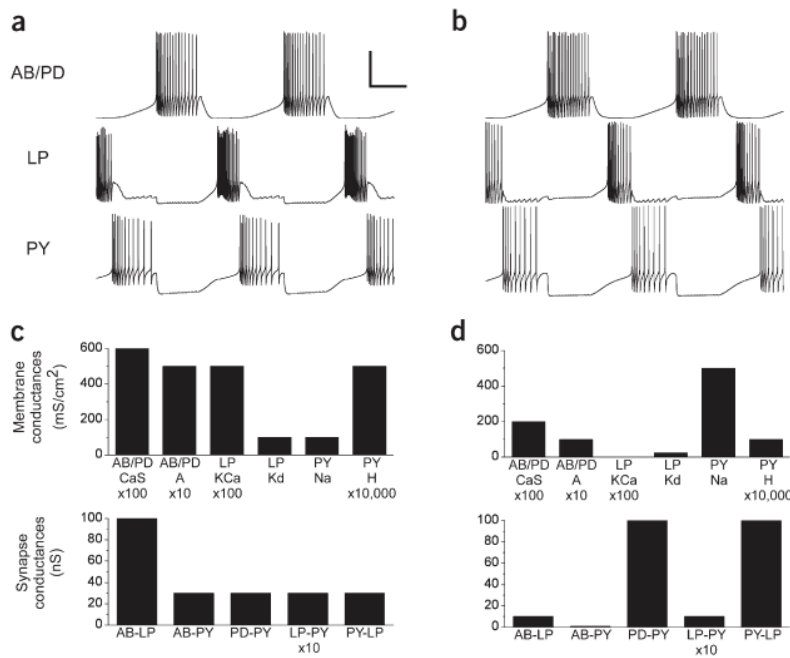 a
b
AB/PD
LP
PY
c
d
Membrane
conductances
(mS/cm²)
600
400
200
0
AB/PD AB/PD LP LP PY PY
CaS A KCa Kd Na H
x100 x10 x100 x10,000
600
400
200
0
AB/PD AB/PD LP LP PY PY
CaS A KCa Kd Na H
x100 x10 x100 x10,000
Synapse
conductances
(nS)
100
80
60
40
20
0
AB-LP AB-PY PD-PY LP-PY PY-LP
x10
100
80
60
40
20
0
AB-LP AB-PY PD-PY LP-PY PY-LP
x10